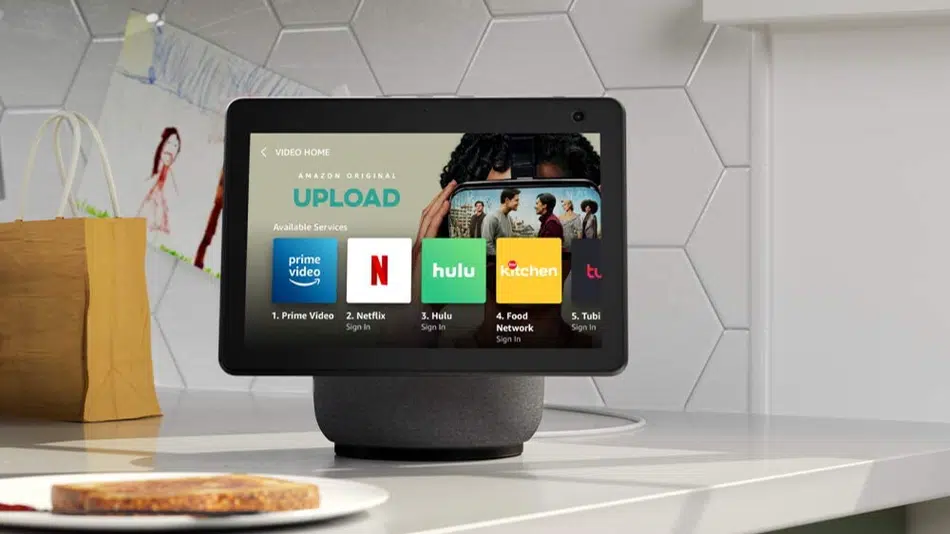 VIDEO HOME
AMAZON ORIGINAL
UPLOAD
Available Services
prime
video
N
hulu
kitchen
tu
1. Prime Video
2. Netflix
Sign In
3. Hulu
Sign In
4. Food
Network
Sign In
5. Tubi
Sign In